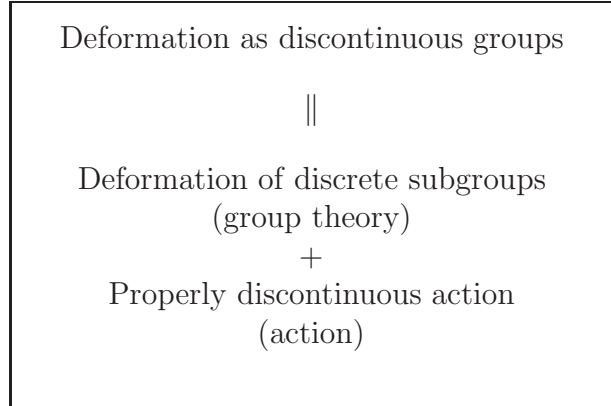 Deformation as discontinuous groups
||
Deformation of discrete subgroups
(group theory)
+
Properly discontinuous action
(action)